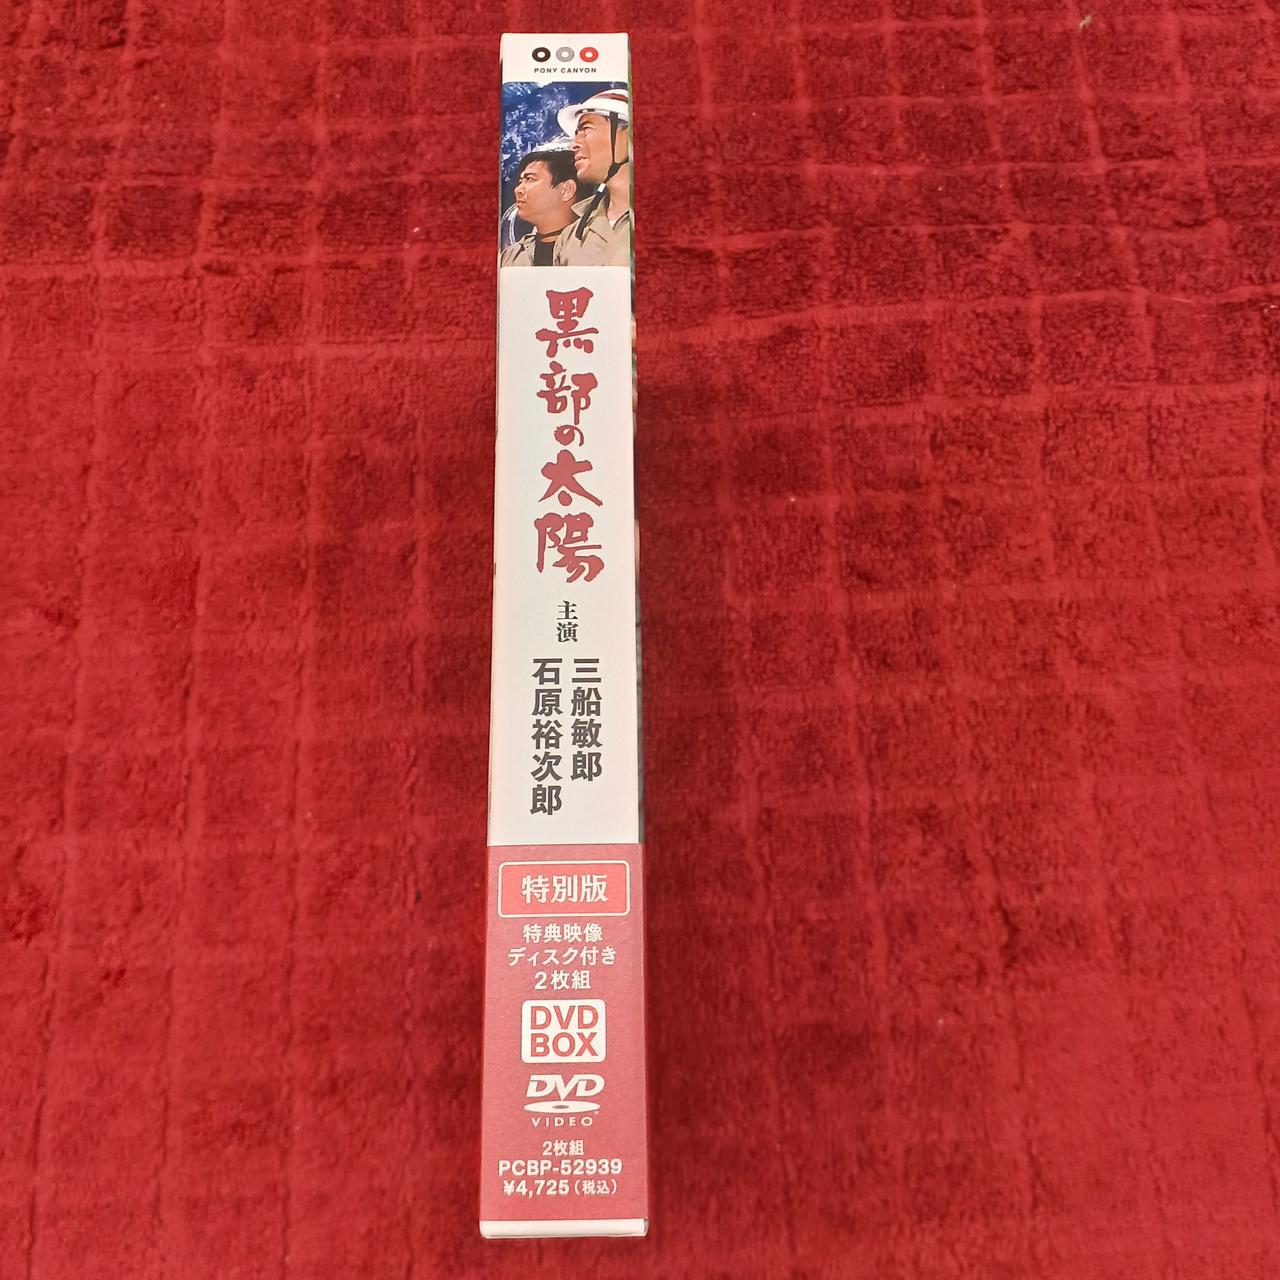 PONY CANYON
黒部の太陽
主演
三船敏郎
石原裕次郎
特別版
特典映像
ディスク付き
2枚組
DVD
BOX
DVD
VIDEO
2枚組
PCBP-52939
¥4,725(税込)